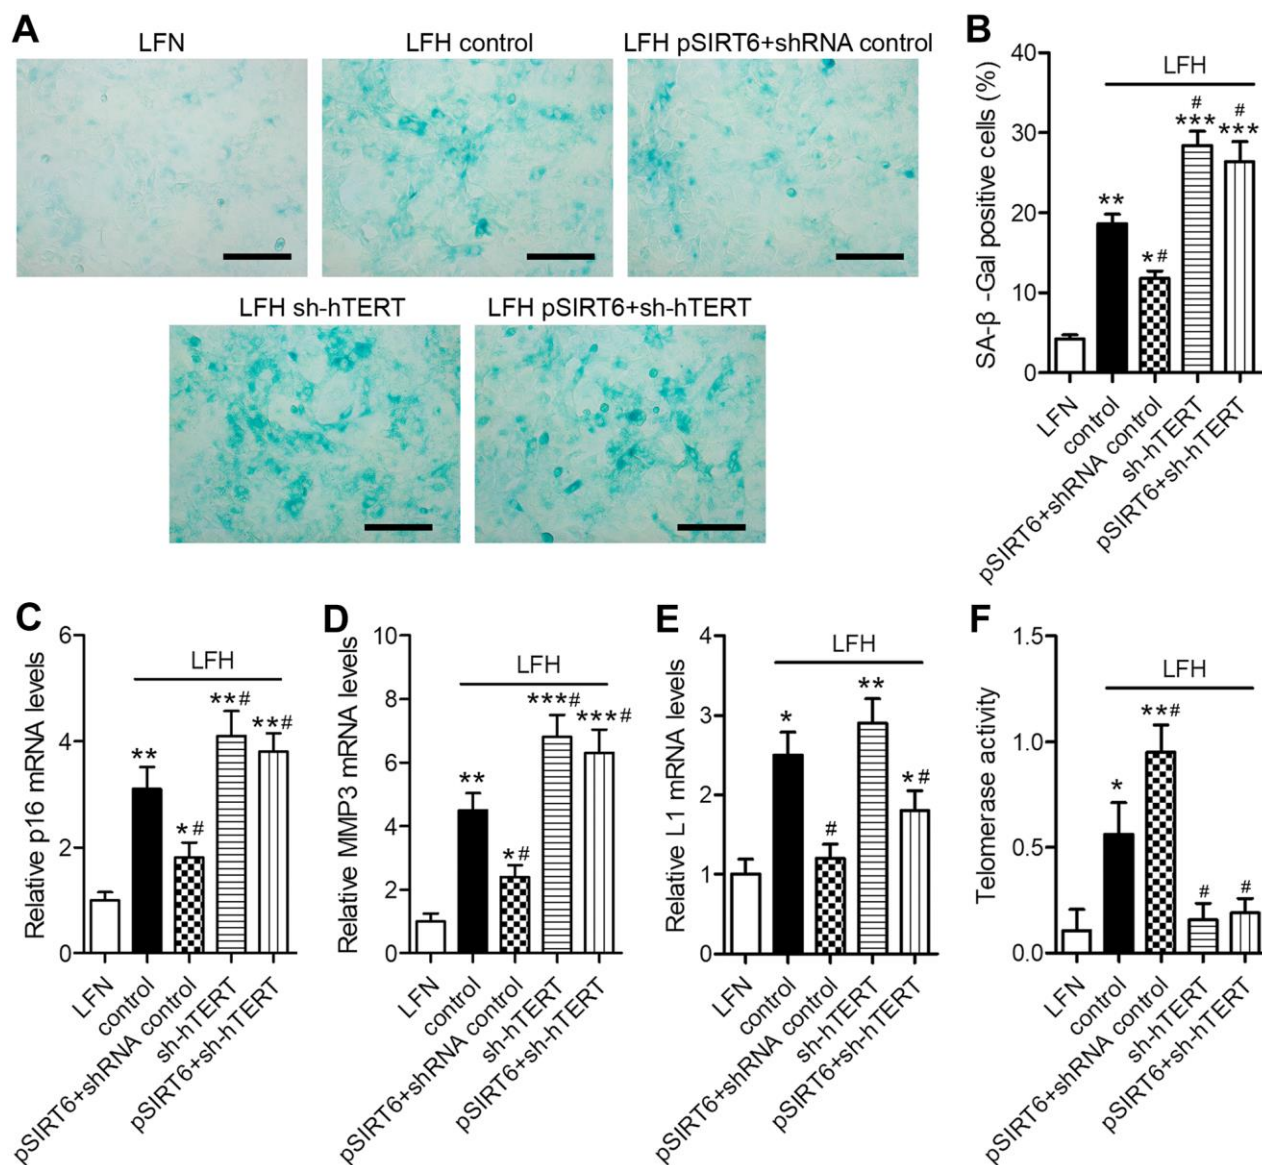 A
LFN
LFH control
LFH pSIRT6+shRNA control
LFH sh-hTERT
LFH pSIRT6+sh-hTERT
B
SA-β -Gal positive cells (%)
40
30
20
10
0
LFH
**
*#
#
***
#
***
LFN
control
pSIRT6+shRNA control
sh-hTERT
pSIRT6+sh-hTERT
C
Relative p16 mRNA levels
6
4
2
0
LFH
**
*#
**#
**#
LFN
control
pSIRT6+shRNA control
sh-hTERT
pSIRT6+sh-hTERT
D
Relative MMP3 mRNA levels
10
8
6
4
2
0
LFH
**
*#
***#
***#
LFN
control
pSIRT6+shRNA control
sh-hTERT
pSIRT6+sh-hTERT
E
Relative L1 mRNA levels
4
3
2
1
0
LFH
*
#
**
*#
LFN
control
pSIRT6+shRNA control
sh-hTERT
pSIRT6+sh-hTERT
F
Telomerase activity
1.5
1.0
0.5
0.0
LFH
*
**#
#
#
LFN
control
pSIRT6+shRNA control
sh-hTERT
pSIRT6+sh-hTERT